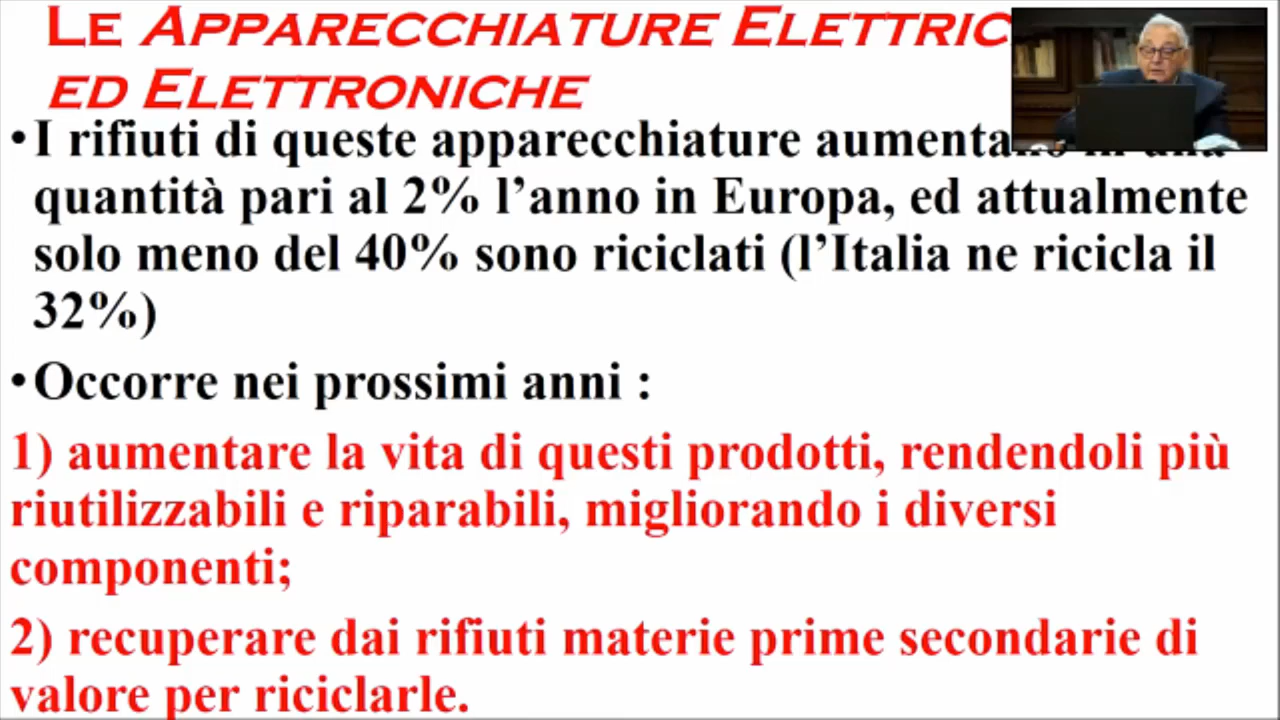 LE APPARECCHIATURE ELETTRIC
ED ELETTRONICHE
•I rifiuti di queste apparecchiature
quantità pari al 2% l’anno in Europa, ed attualmente
solo meno del 40% sono riciclati (l’Italia ne ricicla il
32%)
•Occorre nei prossimi anni :
1) aumentare la vita di questi prodotti, rendendoli più
riutilizzabili e riparabili, migliorando i diversi
componenti;
2) recuperare dai rifiuti materie prime secondarie di
valore per riciclarle.